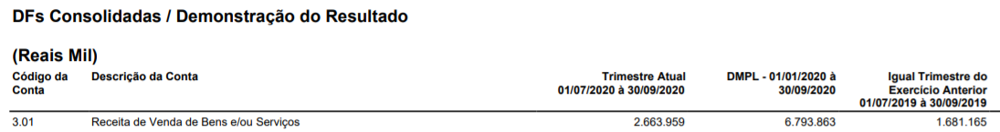 DFs Consolidadas / Demonstração do Resultado
(Reais Mil)
Código da Conta Descrição da Conta Trimestre Atual 01/07/2020 à 30/09/2020 DMPL - 01/01/2020 à 30/09/2020 Igual Trimestre do Exercício Anterior 01/07/2019 à 30/09/2019
3.01 Receita de Venda de Bens e/ou Serviços 2.663.959 6.793.863 1.681.165